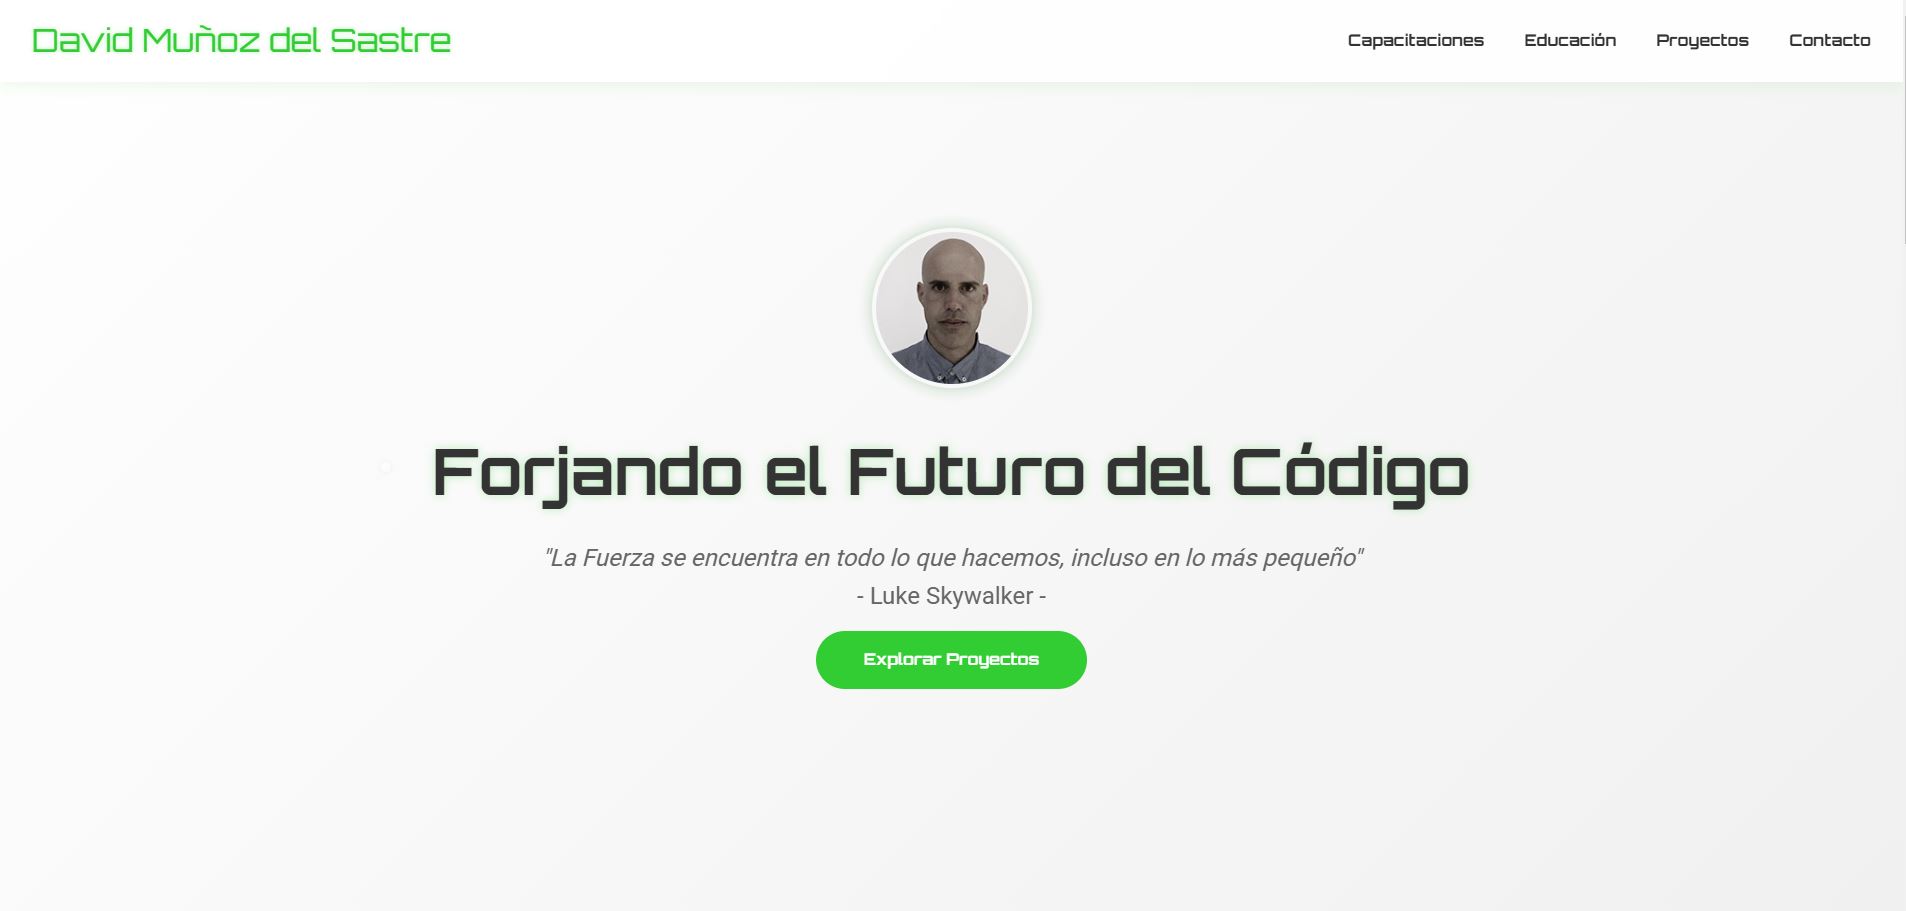 David Muñoz del Sastre
Capacitaciones Educación Proyectos Contacto
Forjando el Futuro del Código
"La Fuerza se encuentra en todo lo que hacemos, incluso en lo más pequeño"
- Luke Skywalker -
Explorar Proyectos